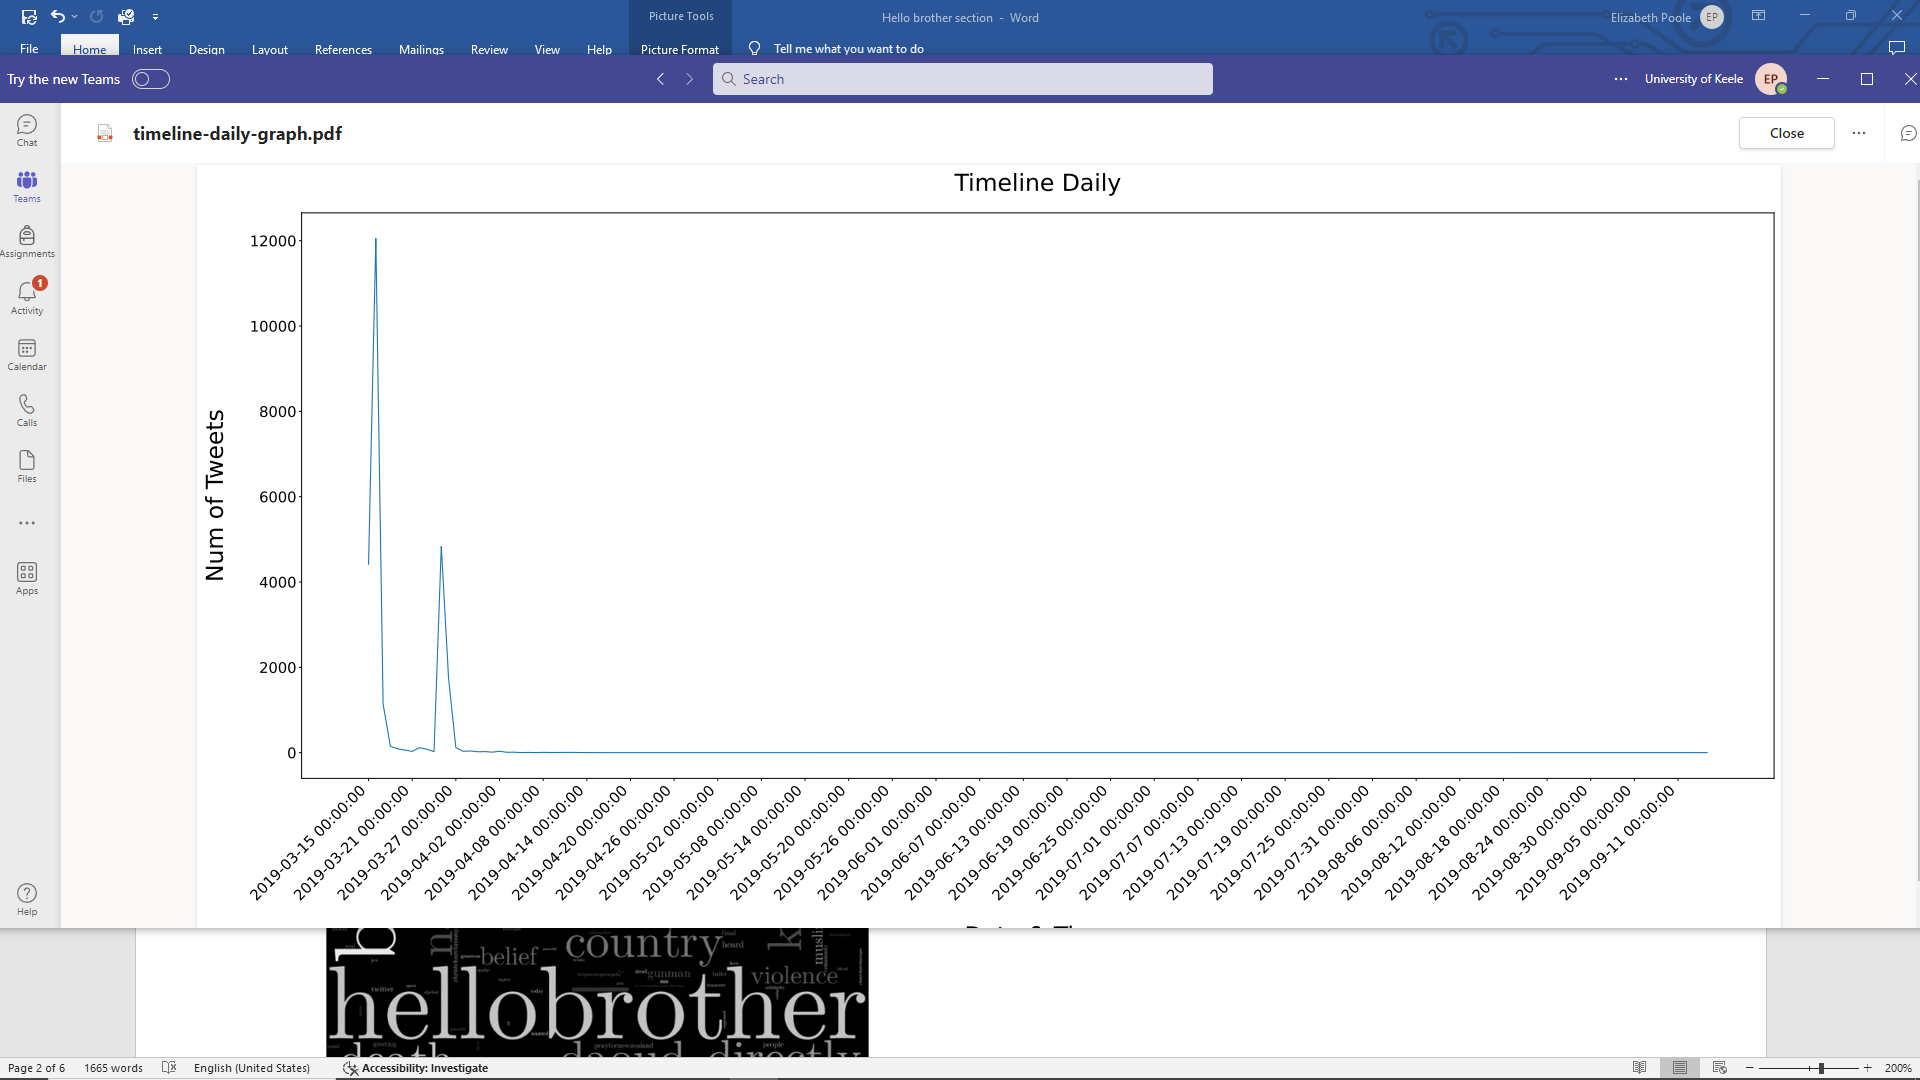 Picture Tools
Hello brother section - Word
Elizabeth Poole EP
File Home Insert Design Layout References Mailings Review View Help Picture Format Tell me what you want to do
Try the new Teams
Search
University of Keele EP
Chat
Teams
Assignments
1
Activity
Calendar
Calls
Files
Apps
Help
timeline-daily-graph.pdf
Close
Timeline Daily
Num of Tweets
12000
10000
8000
6000
4000
2000
0
2019-03-15 00:00:00
2019-03-21 00:00:00
2019-03-27 00:00:00
2019-04-02 00:00:00
2019-04-08 00:00:00
2019-04-14 00:00:00
2019-04-20 00:00:00
2019-04-26 00:00:00
2019-05-02 00:00:00
2019-05-08 00:00:00
2019-05-14 00:00:00
2019-05-20 00:00:00
2019-05-26 00:00:00
2019-06-01 00:00:00
2019-06-07 00:00:00
2019-06-13 00:00:00
2019-06-19 00:00:00
2019-06-25 00:00:00
2019-07-01 00:00:00
2019-07-07 00:00:00
2019-07-13 00:00:00
2019-07-19 00:00:00
2019-07-25 00:00:00
2019-07-31 00:00:00
2019-08-06 00:00:00
2019-08-12 00:00:00
2019-08-18 00:00:00
2019-08-24 00:00:00
2019-08-30 00:00:00
2019-09-05 00:00:00
2019-09-11 00:00:00
country
heard
belief
gunman
violence
twitter
hellobrother
greeting
prayfornewzealand
people
death
daoud
directly
Page 2 of 6 1665 words English (United States) Accessibility: Investigate 200%